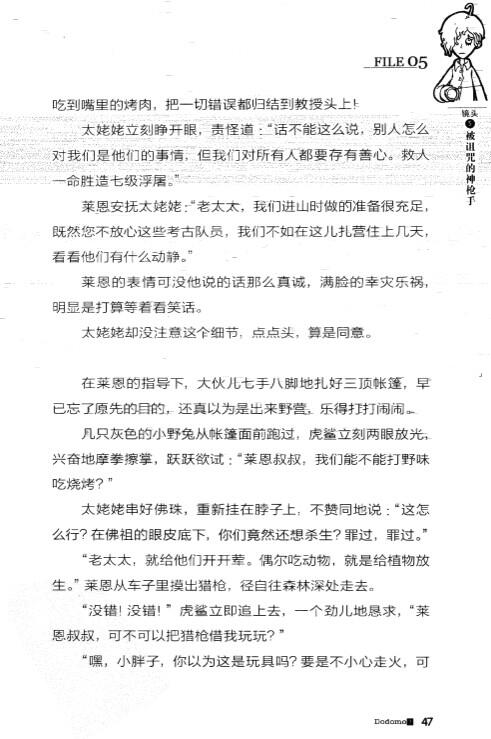 FILE 05
镜头
5
被诅咒的神枪手
吃到嘴里的烤肉，把一切错误都归结到教授头上！
太姥姥立刻睁开眼，责怪道：“话不能这么说，别人怎么
对我们是他们的事情，但我们对所有人都要存有善心。救人
一命胜造七级浮屠。”
莱恩安抚太姥姥：“老太太，我们进山时做的准备很充足，
既然您不放心这些考古队员，我们不如在这儿扎营住上几天，
看看他们有什么动静。”
莱恩的表情可没他说的话那么真诚，满脸的幸灾乐祸，
明显是打算等着看笑话。
太姥姥却没注意这个细节，点点头，算是同意。
在莱恩的指导下，大伙儿七手八脚地扎好三顶帐篷，早
已忘了原先的目的，还真以为是出来野营，乐得打打闹闹。
几只灰色的小野兔从帐篷面前跑过，虎鲨立刻两眼放光，
兴奋地摩拳擦掌，跃跃欲试：“莱恩叔叔，我们能不能打野味
吃烧烤？”
太姥姥串好佛珠，重新挂在脖子上，不赞同地说：“这怎
么行？在佛祖的眼皮底下，你们竟然还想杀生？罪过，罪过。”
“老太太，就给他们开开荤。偶尔吃动物，就是给植物放
生。”莱恩从车子里摸出猎枪，径自往森林深处走去。
“没错！没错！”虎鲨立即追上去，一个劲儿地恳求，“莱
恩叔叔，可不可以把猎枪借我玩玩？”
“嘿，小胖子，你以为这是玩具吗？要是不小心走火，可
Dodomo 47